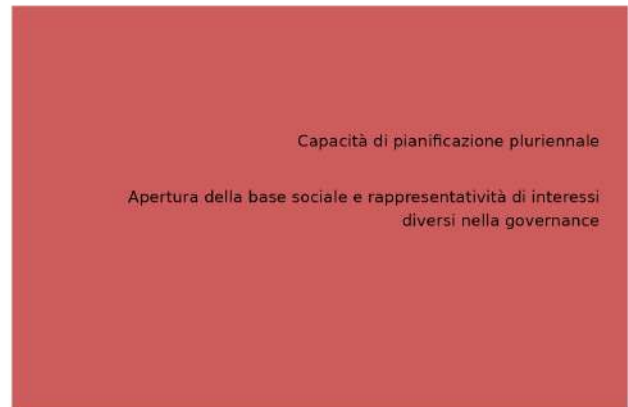 Capacità di pianificazione pluriennale
Apertura della base sociale e rappresentatività di interessi
diversi nella governance